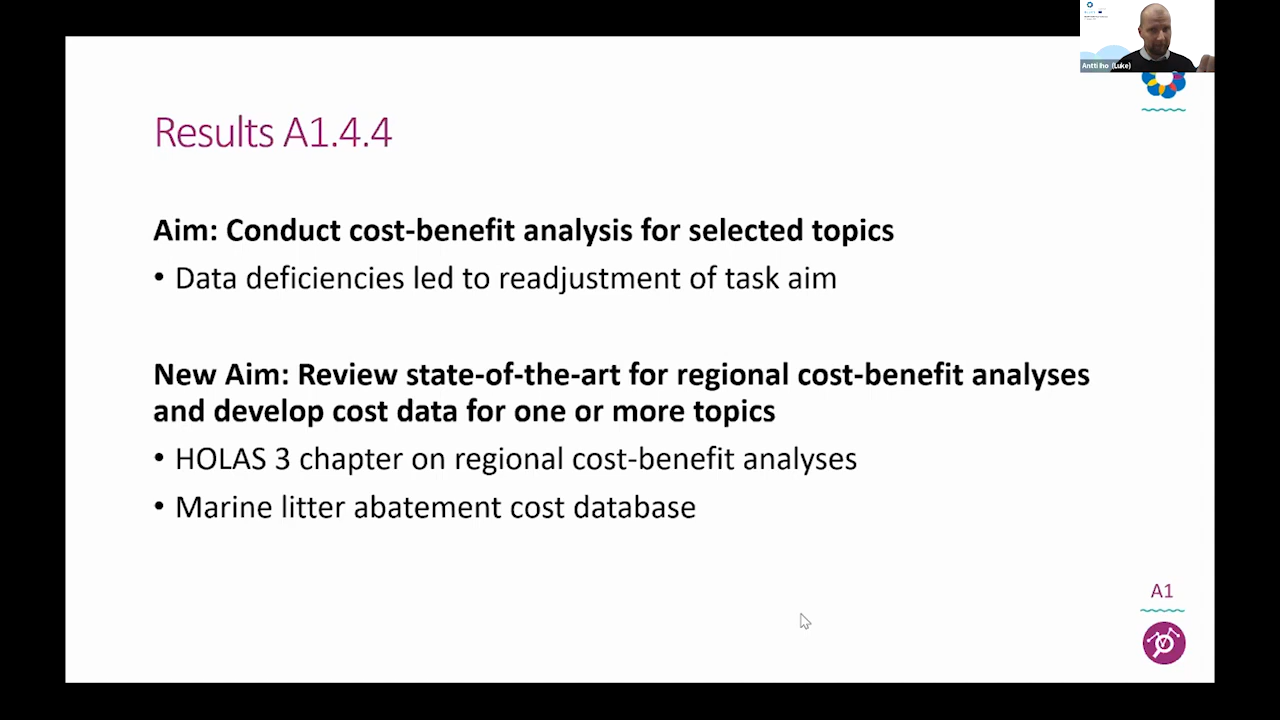 Antti Iho (Luke)
Results A1.4.4
Aim: Conduct cost-benefit analysis for selected topics
• Data deficiencies led to readjustment of task aim
New Aim: Review state-of-the-art for regional cost-benefit analyses
and develop cost data for one or more topics
• HOLAS 3 chapter on regional cost-benefit analyses
• Marine litter abatement cost database
A1